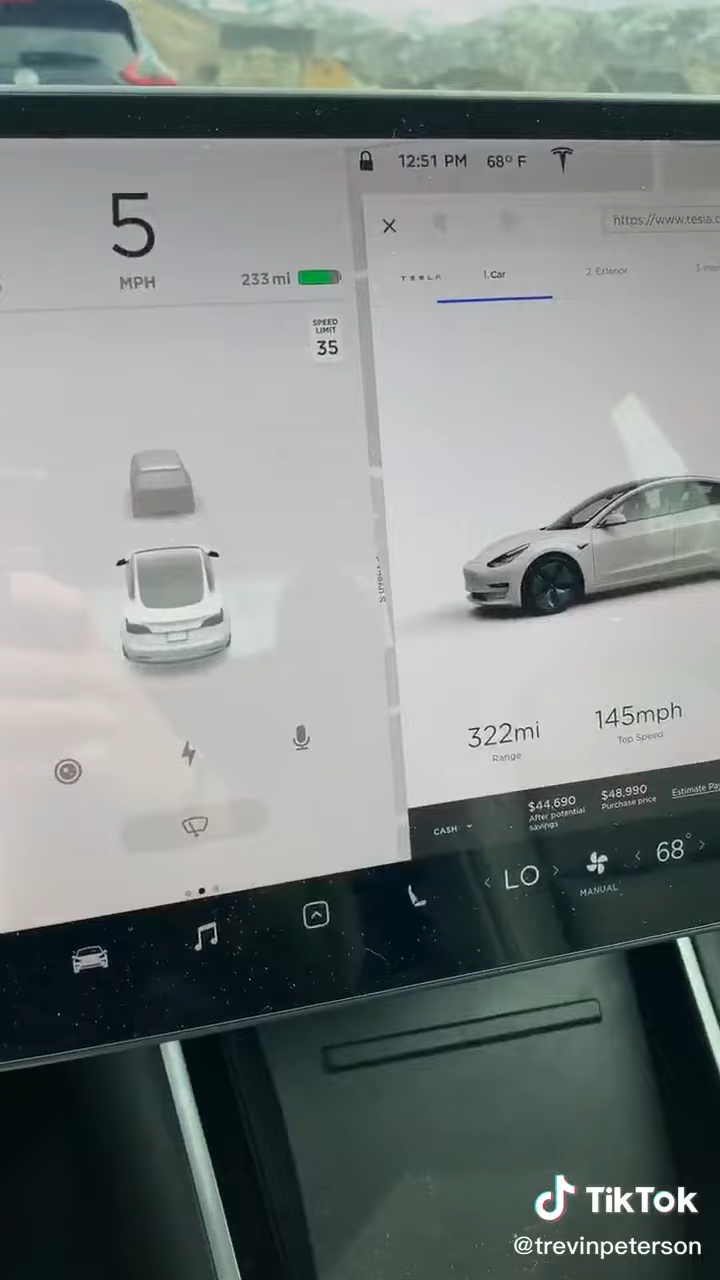 12:51 PM 68° F
https://www.tesla.c
5
MPH
233 mi
TESLA 1. Car 2. Exterior
SPEED
LIMIT
35
322mi
Range
145mph
Top Speed
CASH
$44,690
After potential
savings
$48,990
Purchase price
Estimate Pay
LO
MANUAL
68°
TikTok
@trevinpeterson